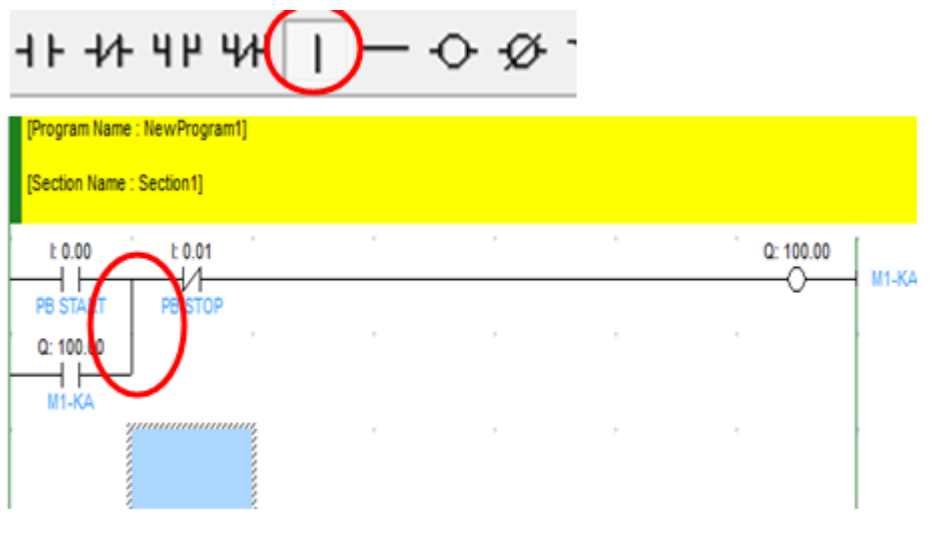 [Program Name : NewProgram1]
[Section Name : Section1]
I: 0.00
I: 0.01
Q: 100.00
PB START
PB STOP
M1-KA
Q: 100.00
M1-KA